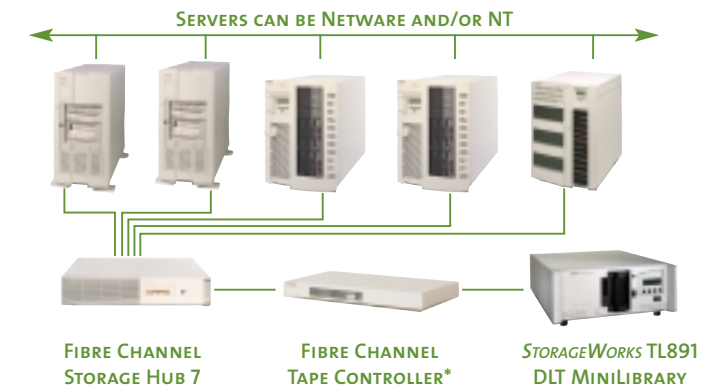 SERVERS CAN BE NETWARE AND/OR NT
FIBRE CHANNEL
STORAGE HUB 7
FIBRE CHANNEL
TAPE CONTROLLER*
STORAGEWORKS TL891
DLT MINILIBRARY